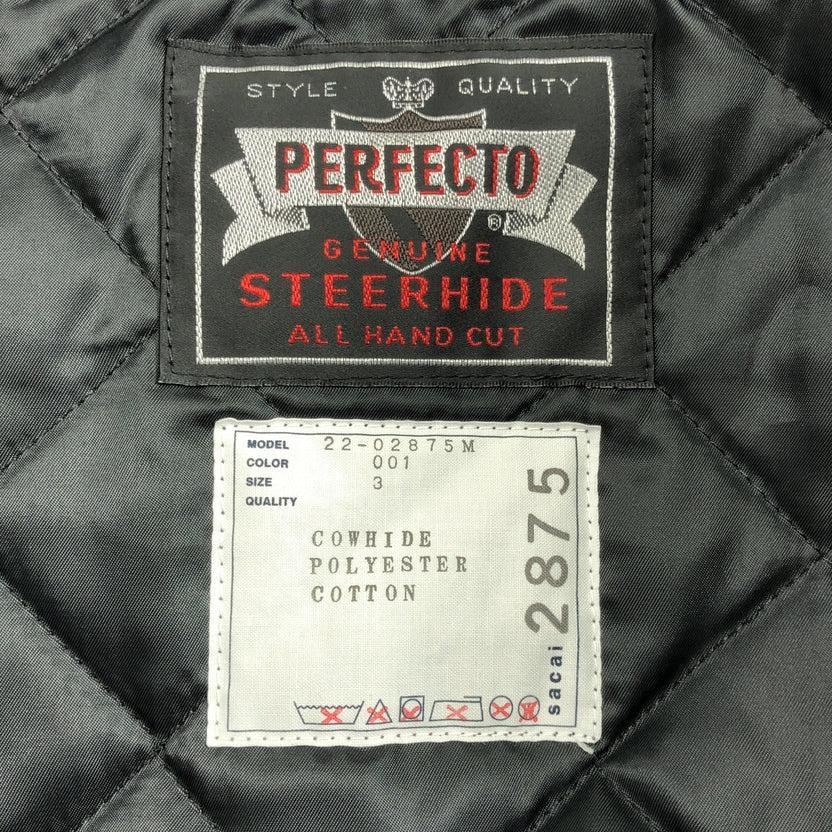 STYLE QUALITY
PERFECTO
®
GENUINE
STEERHIDE
ALL HAND CUT
MODEL 22-02875M
COLOR 001
SIZE 3
QUALITY
COWHIDE
POLYESTER
COTTON
sacai 2875